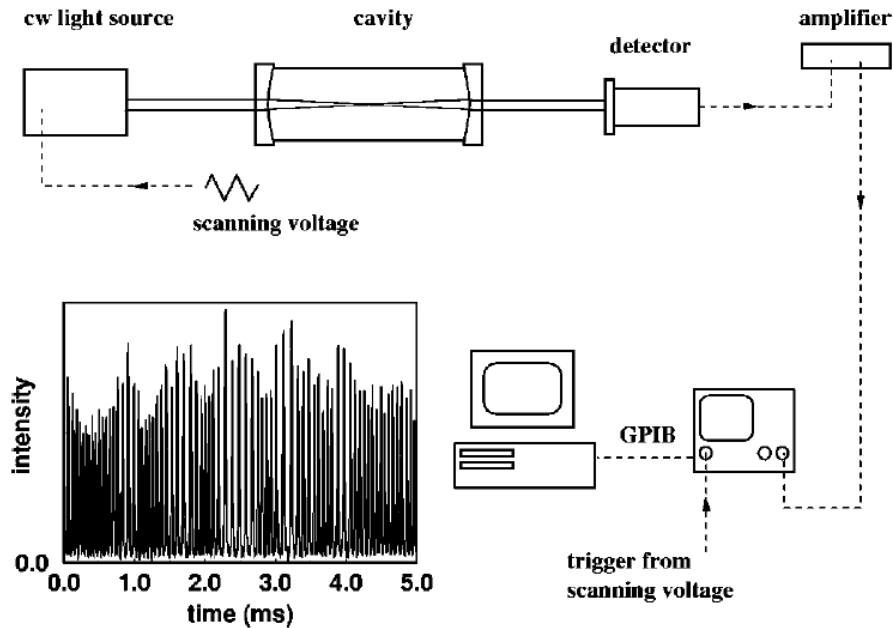 cw light source
cavity
amplifier
detector
scanning voltage
intensity
0.0
0.0 1.0 2.0 3.0 4.0 5.0
time (ms)
GPIB
trigger from
scanning voltage